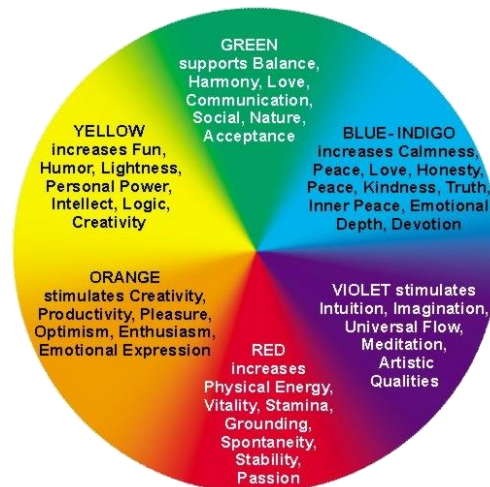 GREEN
supports Balance,
Harmony, Love,
Communication,
Social, Nature,
Acceptance
BLUE-INDIGO
increases Calmness,
Peace, Love, Honesty,
Peace, Kindness, Truth,
Inner Peace, Emotional
Depth, Devotion
VIOLET stimulates
Intuition, Imagination,
Universal Flow,
Meditation,
Artistic
Qualities
RED
increases
Physical Energy,
Vitality, Stamina,
Grounding,
Spontaneity,
Stability,
Passion
ORANGE
stimulates Creativity,
Productivity, Pleasure,
Optimism, Enthusiasm,
Emotional Expression
YELLOW
increases Fun,
Humor, Lightness,
Personal Power,
Intellect, Logic,
Creativity